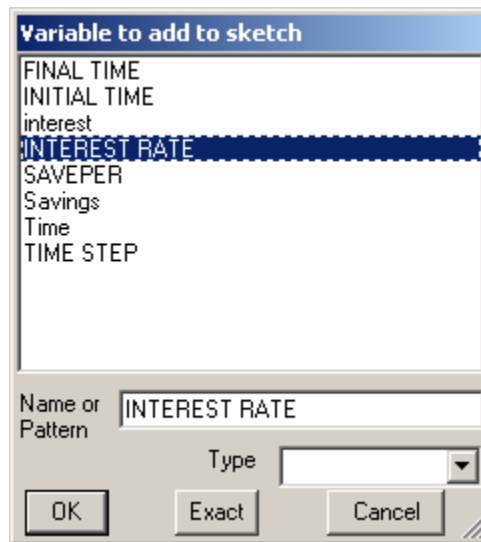 Variable to add to sketch
FINAL TIME
INITIAL TIME
interest
INTEREST RATE
SAVEPER
Savings
Time
TIME STEP
Name or
Pattern
INTEREST RATE
Type
OK Exact Cancel